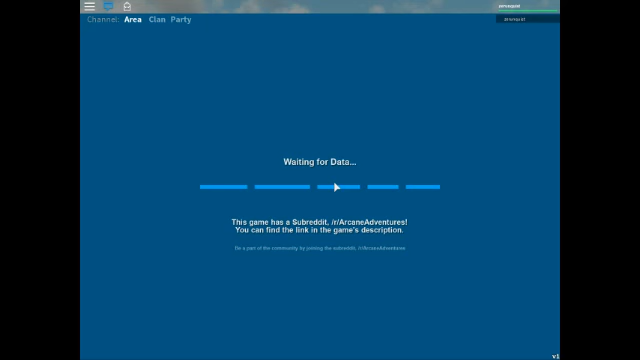 Channel: Area Clan Party
Waiting for Data...
This game has a Subreddit, /r/ArcaneAdventures!
You can find the link in the game's description.
Be a part of the community by joining the subreddit, /r/ArcaneAdventures